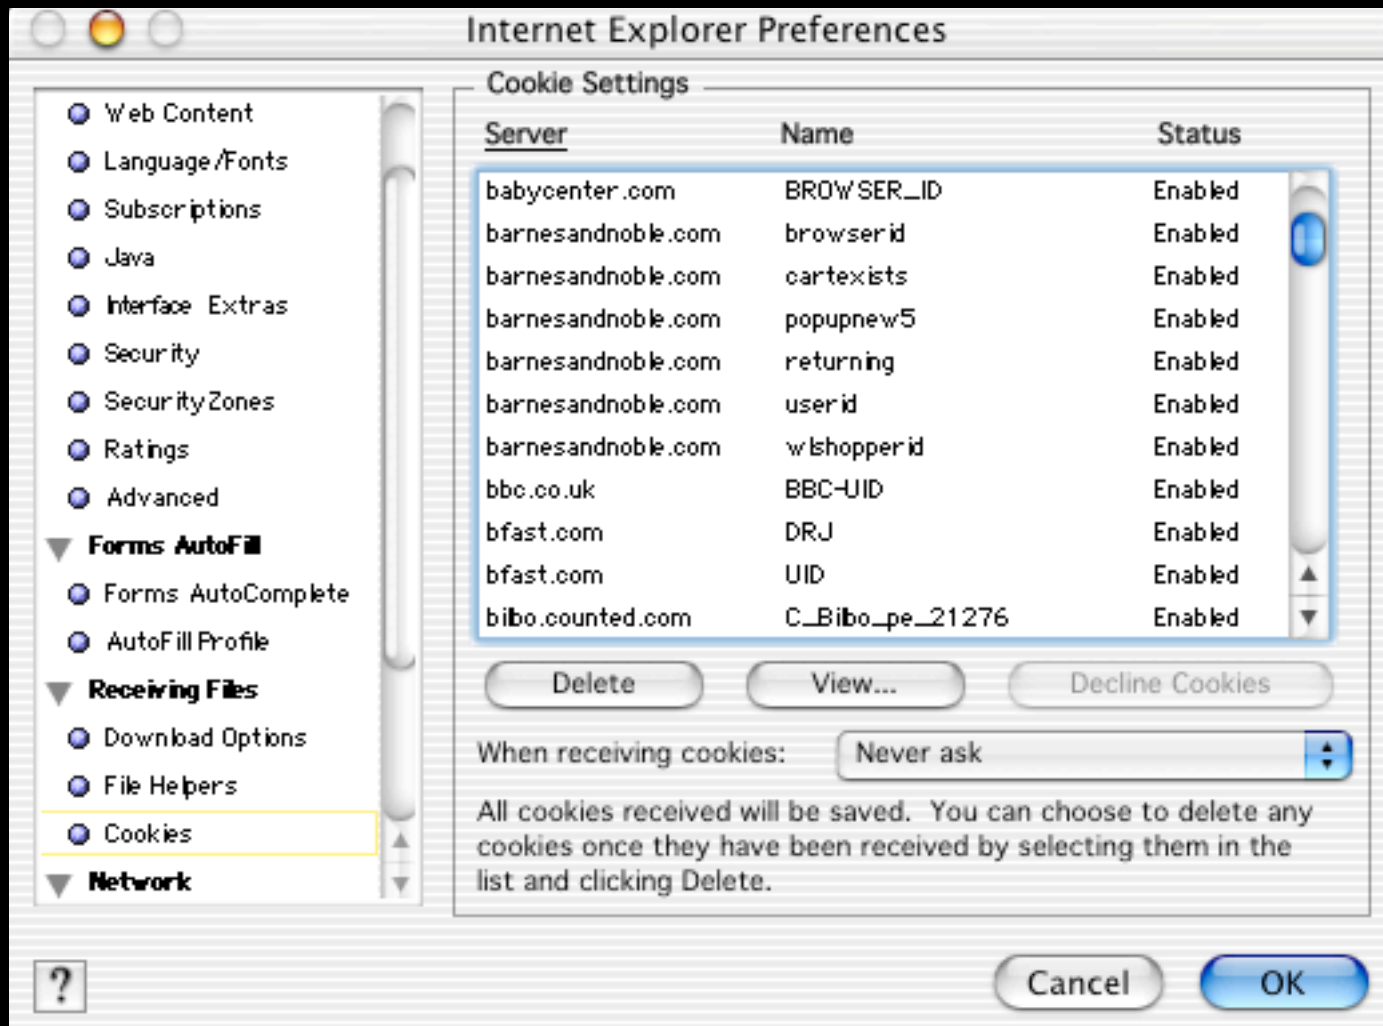 Internet Explorer Preferences
Web Content
Language/Fonts
Subscriptions
Java
Interface Extras
Security
Security Zones
Ratings
Advanced
Forms AutoFill
Forms AutoComplete
AutoFill Profile
Receiving Files
Download Options
File Helpers
Cookies
Network
Cookie Settings
Server Name Status
babycenter.com BROWSER_ID Enabled
barnesandnoble.com browserid Enabled
barnesandnoble.com cartexists Enabled
barnesandnoble.com popupnew5 Enabled
barnesandnoble.com returning Enabled
barnesandnoble.com userid Enabled
barnesandnoble.com wlshopperid Enabled
bbc.co.uk BBC-UID Enabled
bfast.com DRJ Enabled
bfast.com UID Enabled
bilbo.counted.com C_Bilbo_pe_21276 Enabled
Delete View... Decline Cookies
When receiving cookies: Never ask
All cookies received will be saved. You can choose to delete any
cookies once they have been received by selecting them in the
list and clicking Delete.
? Cancel OK